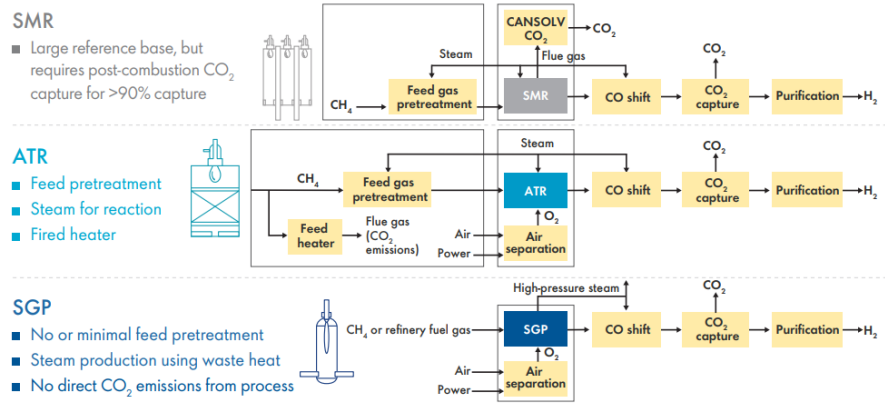 SMR
Large reference base, but
requires post-combustion CO₂
capture for >90% capture
CANSOLV
CO₂
CO₂
Steam
Flue gas
CH₄
Feed gas
pretreatment
SMR
CO shift
CO₂
CO₂
capture
Purification
H₂
ATR
Feed pretreatment
Steam for reaction
Fired heater
Steam
CH₄
Feed gas
pretreatment
ATR
CO shift
CO₂
CO₂
capture
Purification
H₂
Feed
heater
Flue gas
(CO₂
emissions)
O₂
Air
Power
Air
separation
SGP
No or minimal feed pretreatment
Steam production using waste heat
No direct CO₂ emissions from process
High-pressure steam
CH₄ or refinery fuel gas
SGP
CO shift
CO₂
CO₂
capture
Purification
H₂
O₂
Air
Power
Air
separation